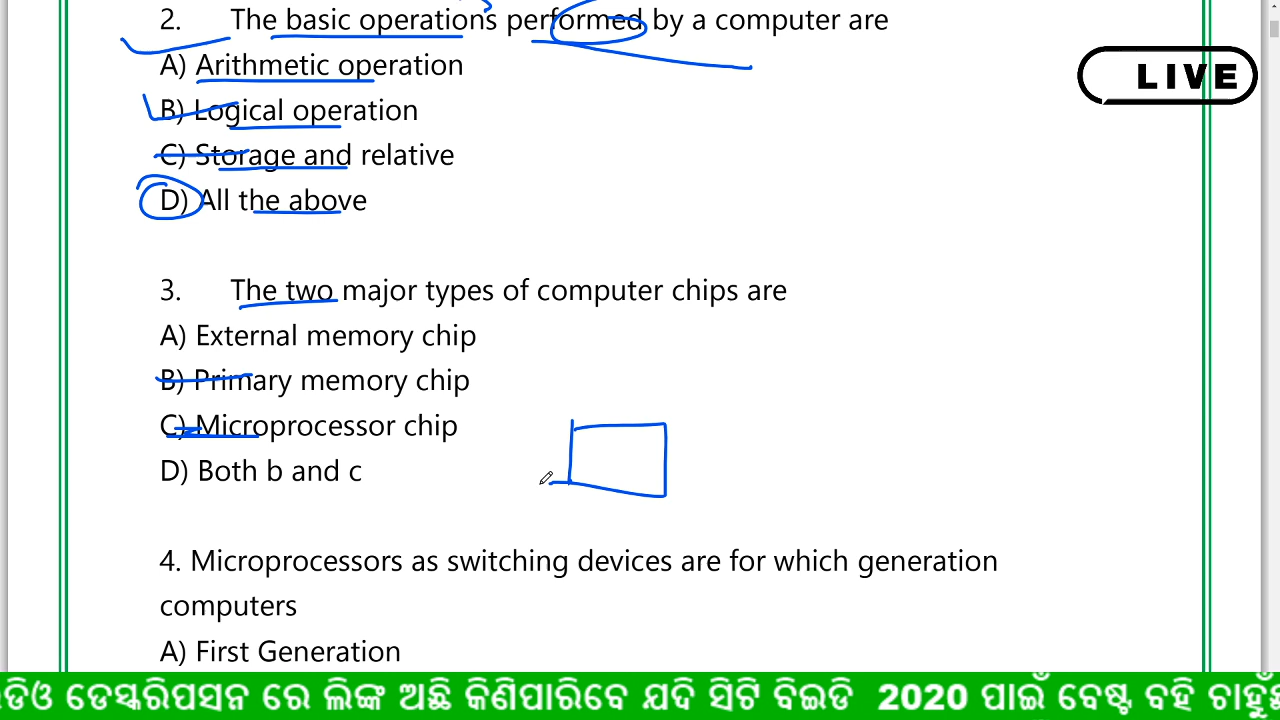 2. The basic operations performed by a computer are
LIVE
A) Arithmetic operation
B) Logical operation
C) Storage and relative
D) All the above
3. The two major types of computer chips are
A) External memory chip
B) Primary memory chip
C) Microprocessor chip
D) Both b and c
4. Microprocessors as switching devices are for which generation
computers
A) First Generation
ଡେସ୍କରିପସନ ରେ ଲିଙ୍କ ଅଛି କିଣିପାରିବେ ଯଦି ସିଟି ବିଇଡି 2020 ପାଇଁ ବେଷ୍ଟ ବହି